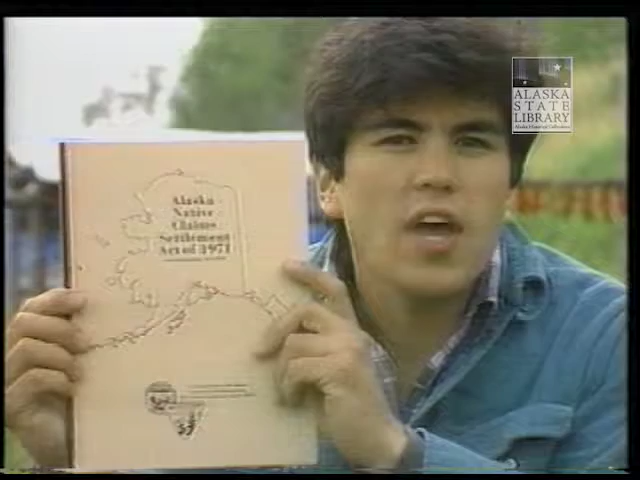 Alaska
Native
Claims
Settlement
Act of 1971
ALASKA
STATE
LIBRARY